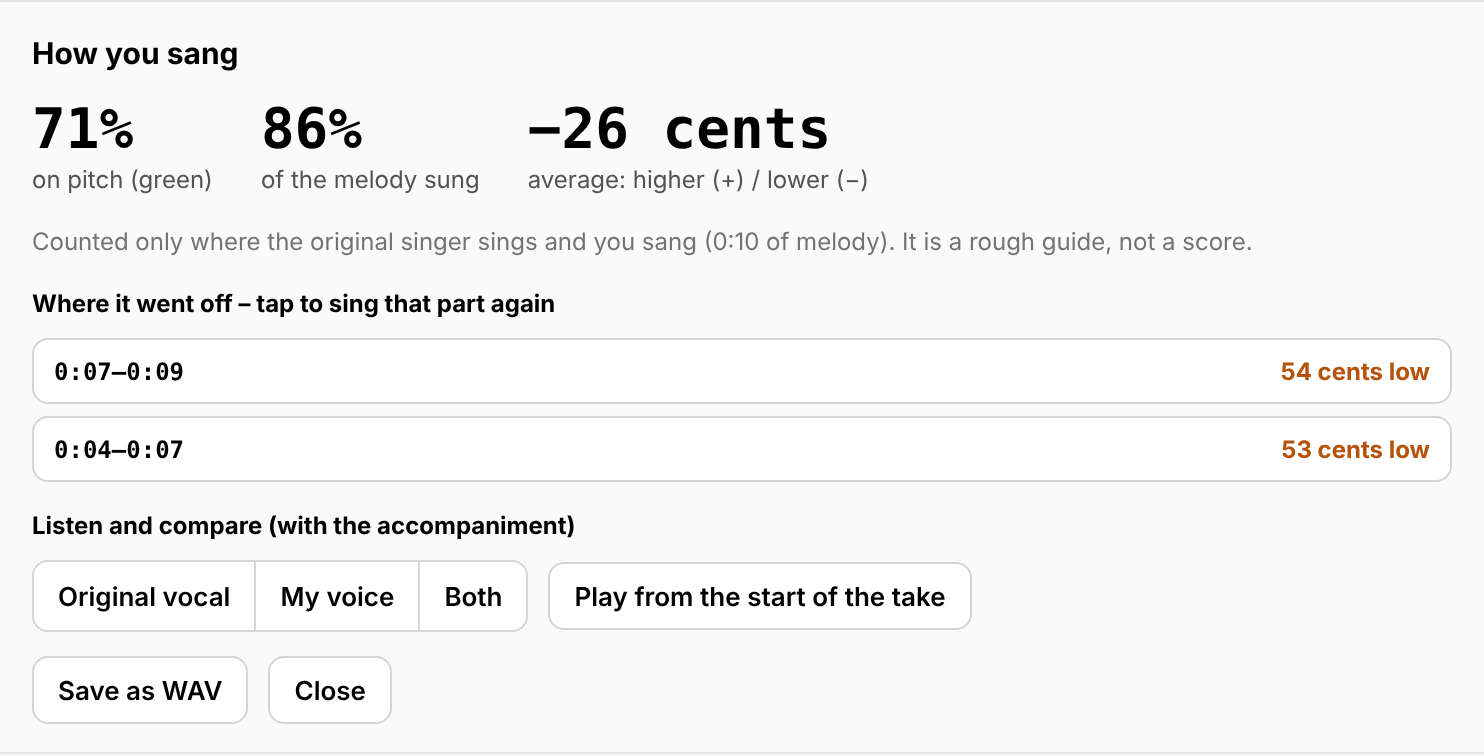 How you sang
71% 86% −26 cents
on pitch (green) of the melody sung average: higher (+) / lower (−)
Counted only where the original singer sings and you sang (0:10 of melody). It is a rough guide, not a score.
Where it went off – tap to sing that part again
0:07–0:09 54 cents low
0:04–0:07 53 cents low
Listen and compare (with the accompaniment)
Original vocal My voice Both Play from the start of the take
Save as WAV Close